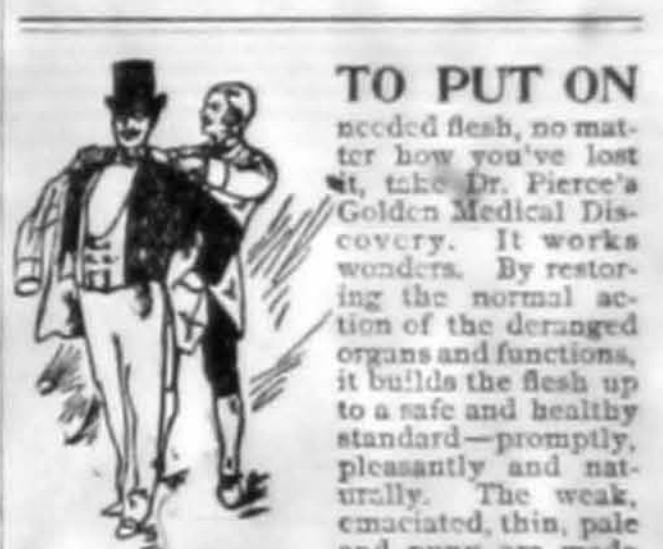 TO PUT ON
needed flesh, no mat-
ter how you've lost
it, take Dr. Pierce's
Golden Medical Dis-
covery. It works
wonders. By restor-
ing the normal ac-
tion of the deranged
organs and functions,
it builds the flesh up
to a safe and healthy
standard—promptly,
pleasantly and nat-
urally. The weak,
emaciated, thin, pale
and made